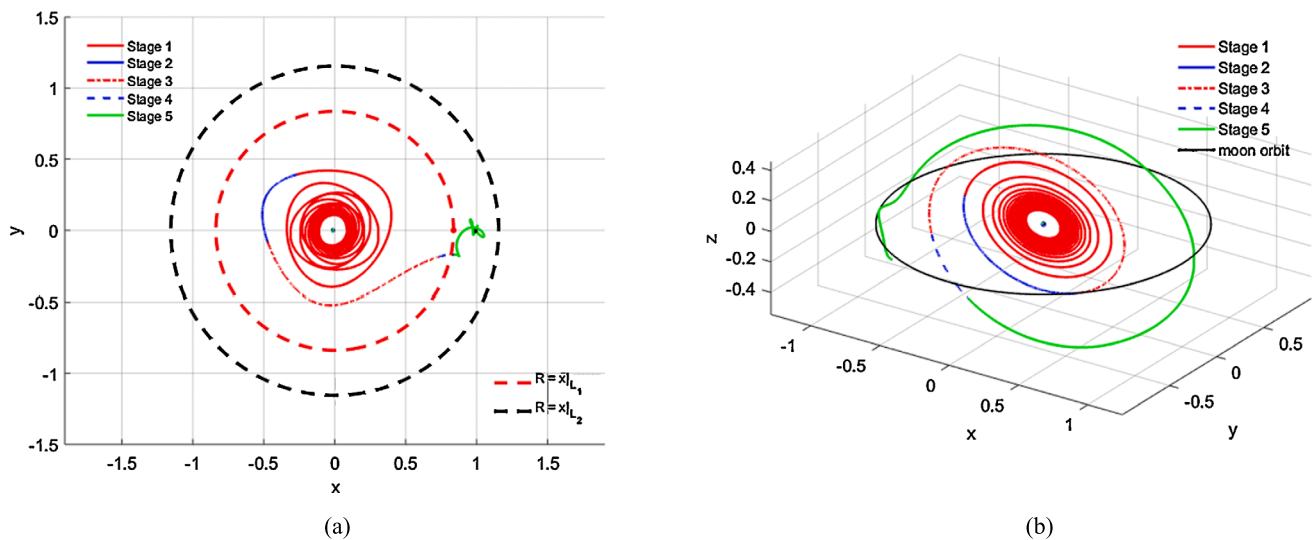 1.5
1
0.5
0
-0.5
-1
-1.5
y
Stage 1
Stage 2
Stage 3
Stage 4
Stage 5
R = x|L1
R = x|L2
-1.5 -1 -0.5 0 0.5 1 1.5
x
(a)
Stage 1
Stage 2
Stage 3
Stage 4
Stage 5
moon orbit
0.4
0.2
0
-0.2
-0.4
z
-1 -0.5 0 0.5 1
x
-0.5 0 0.5
y
(b)